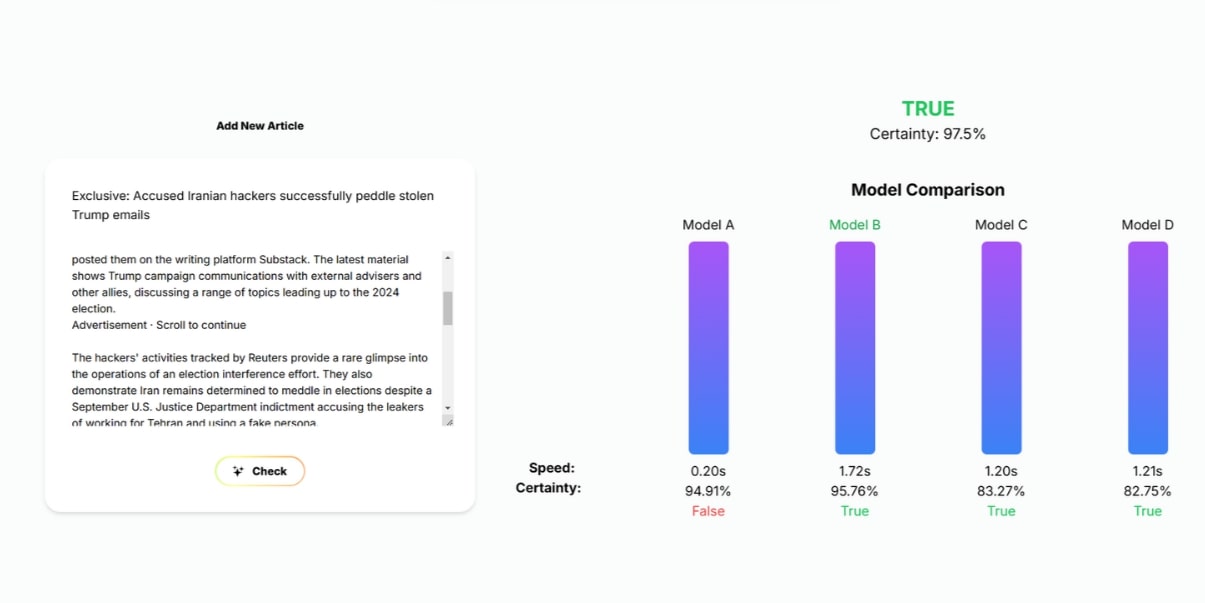 Add New Article
Exclusive: Accused Iranian hackers successfully peddle stolen
Trump emails
posted them on the writing platform Substack. The latest material
shows Trump campaign communications with external advisers and
other allies, discussing a range of topics leading up to the 2024
election.
Advertisement · Scroll to continue
The hackers' activities tracked by Reuters provide a rare glimpse into
the operations of an election interference effort. They also
demonstrate Iran remains determined to meddle in elections despite a
September U.S. Justice Department indictment accusing the leakers
of working for Tehran and using a fake persona.
Check
TRUE
Certainty: 97.5%
Model Comparison
Model A Model B Model C Model D
Speed: 0.20s 1.72s 1.20s 1.21s
Certainty: 94.91% 95.76% 83.27% 82.75%
False True True True